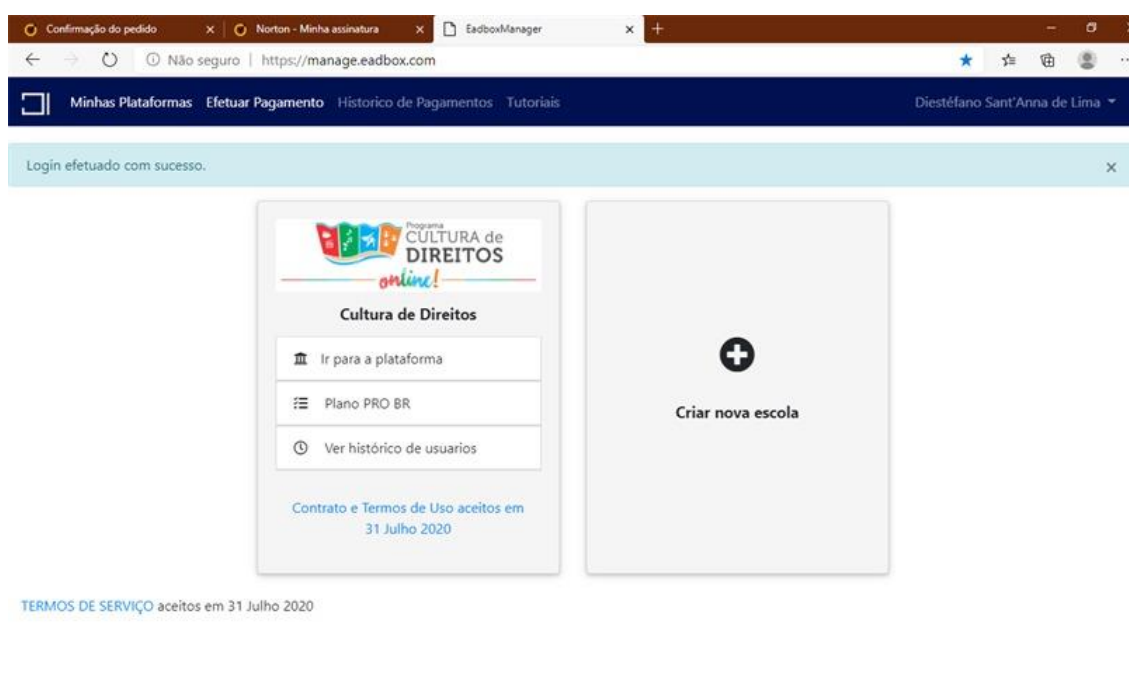 Confirmação do pedido
Norton - Minha assinatura
EadboxManager
Não seguro | https://manage.eadbox.com
Minhas Plataformas Efetuar Pagamento Historico de Pagamentos Tutoriais Diestéfano Sant'Anna de Lima
Login efetuado com sucesso.
Programa
CULTURA de
DIREITOS
online!
Cultura de Direitos
Ir para a plataforma
Plano PRO BR
Ver histórico de usuarios
Contrato e Termos de Uso aceitos em
31 Julho 2020
Criar nova escola
TERMOS DE SERVIÇO aceitos em 31 Julho 2020